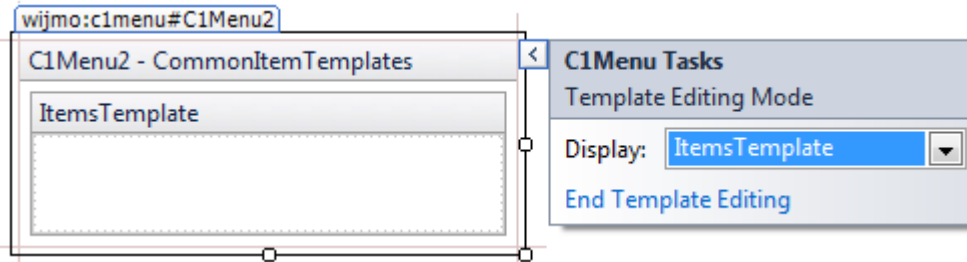 wijmo:c1menu#C1Menu2
C1Menu2 - CommonItemTemplates
ItemsTemplate
C1Menu Tasks
Template Editing Mode
Display: ItemsTemplate
End Template Editing